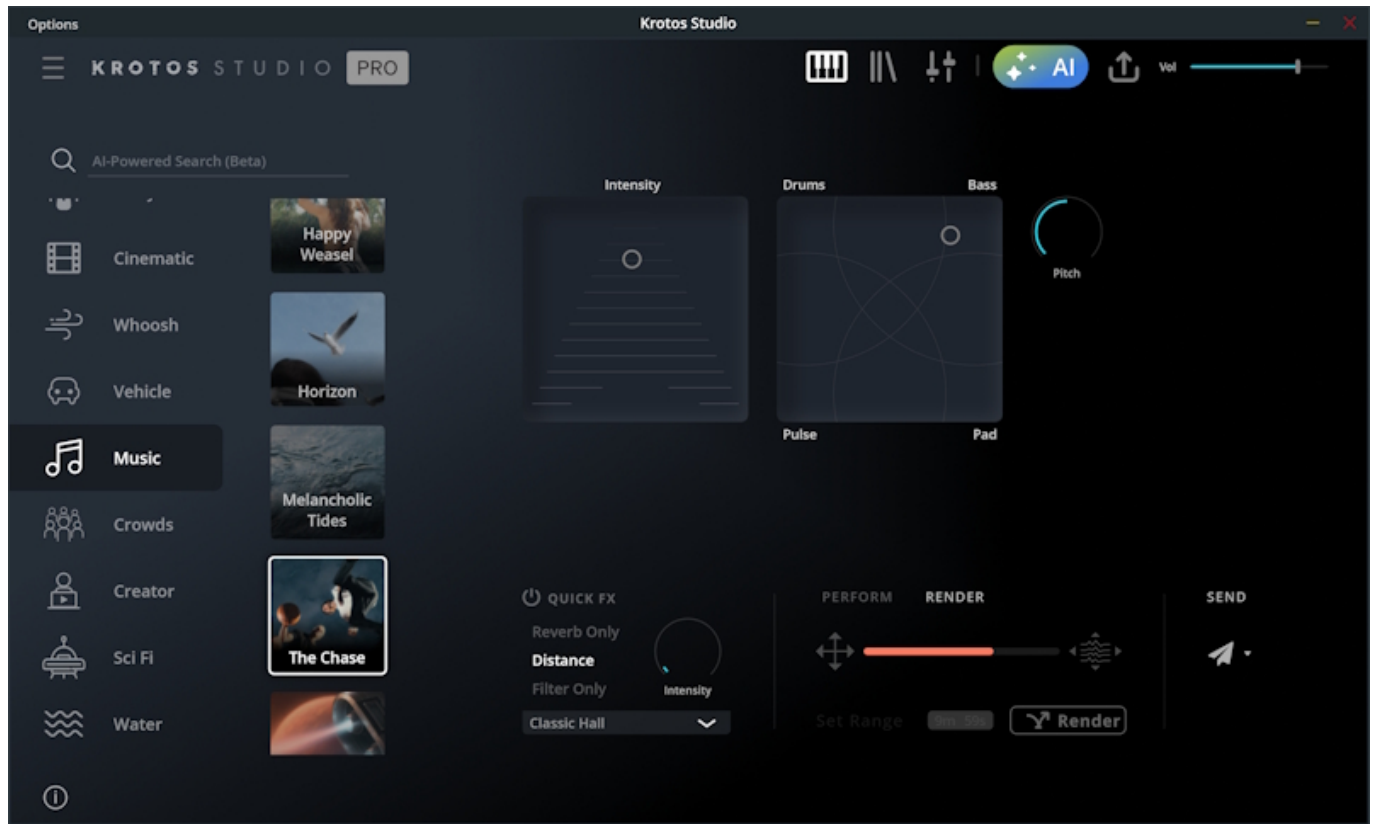 Options
Krotos Studio
KROTOS STUDIO PRO
AI
Vol
AI-Powered Search (Beta)
Cinematic
Whoosh
Vehicle
Music
Crowds
Creator
Sci Fi
Water
Happy
Weasel
Horizon
Melancholic
Tides
The Chase
Intensity
Drums
Bass
Pulse
Pad
Pitch
QUICK FX
Reverb Only
Distance
Filter Only
Intensity
Classic Hall
PERFORM
RENDER
Set Range
9m 59s
Render
SEND